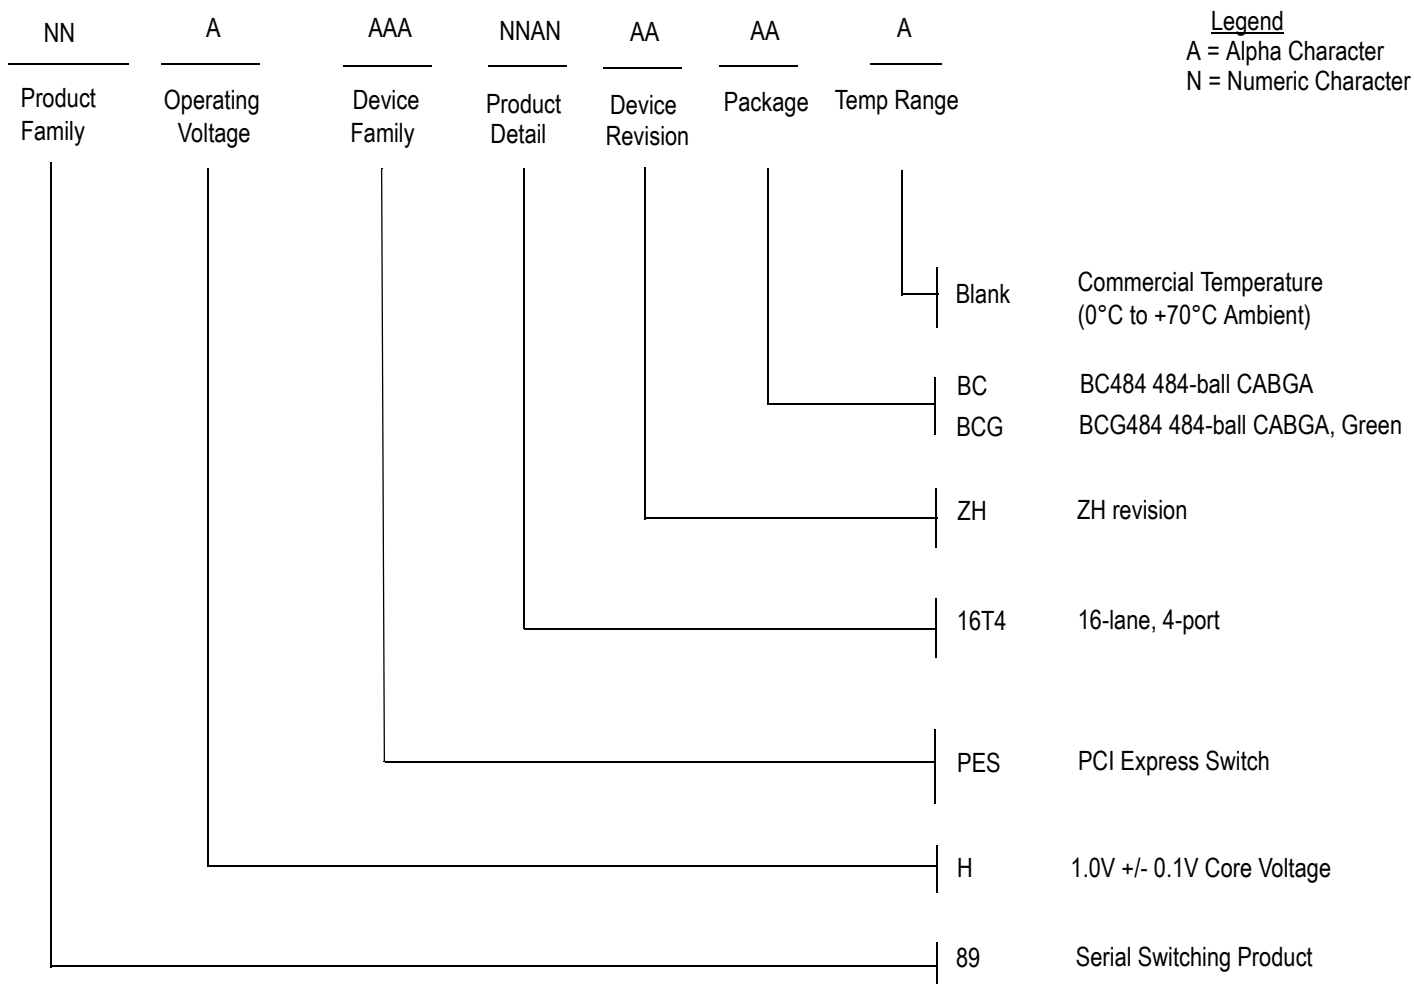 NN A AAA NNAN AA AA A
Product Family
Operating Voltage
Device Family
Product Detail
Device Revision
Package
Temp Range
Legend
A = Alpha Character
N = Numeric Character
Blank Commercial Temperature
(0°C to +70°C Ambient)
BC BC484 484-ball CABGA
BCG BCG484 484-ball CABGA, Green
ZH ZH revision
16T4 16-lane, 4-port
PES PCI Express Switch
H 1.0V +/- 0.1V Core Voltage
89 Serial Switching Product